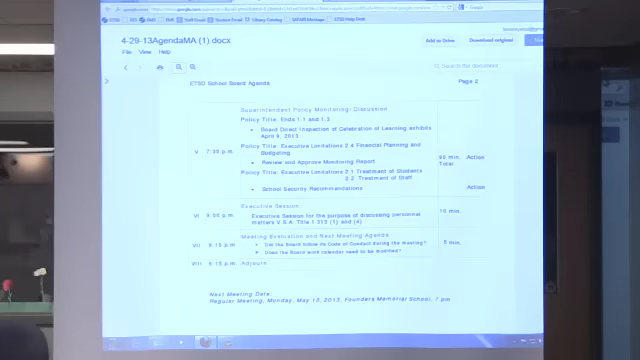 4-29-13AgendaMA (1).docx
Add to Drive Download original
File View Help
Search the document
ETSD School Board Agenda Page 2
Superintendent Policy Monitoring: Discussion
Policy Title: Ends 1.1 and 1.3
Board Direct Inspection of Celebration of Learning exhibits
April 8, 2013
Policy Title: Executive Limitations 2.4 Financial Planning and
Budgeting
V 7:30 p.m.
Review and Approve Monitoring Report
90 min. Action
Total
Policy Title: Executive Limitations 2.1 Treatment of Students
2.2 Treatment of Staff
School Security Recommendations Action
Executive Session
VI 9:00 p.m. Executive Session for the purpose of discussing personnel
matters V.S.A. Title 1 313 (1) and (4)
10 min.
Meeting Evaluation and Next Meeting Agenda
VII 9:10 p.m. Did the Board follow its Code of Conduct during the meeting?
Does the Board work calendar need to be modified?
5 min.
VIII 9:15 p.m. Adjourn
Next Meeting Date:
Regular Meeting, Monday, May 13, 2013, Founders Memorial School, 7 pm